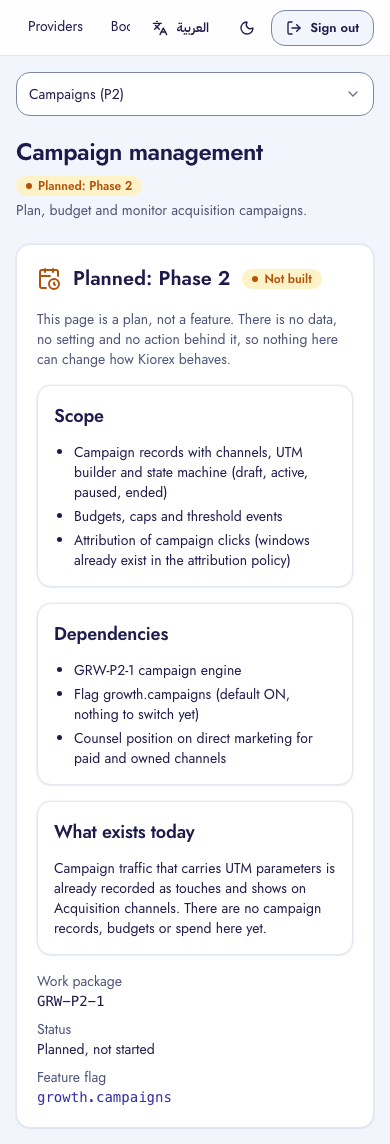 Providers
العربية
Sign out
Campaigns (P2)
Campaign management
Planned: Phase 2
Plan, budget and monitor acquisition campaigns.
Planned: Phase 2
Not built
This page is a plan, not a feature. There is no data,
no setting and no action behind it, so nothing here
can change how Kiorex behaves.
Scope
• Campaign records with channels, UTM
builder and state machine (draft, active,
paused, ended)
• Budgets, caps and threshold events
• Attribution of campaign clicks (windows
already exist in the attribution policy)
Dependencies
• GRW-P2-1 campaign engine
• Flag growth.campaigns (default ON,
nothing to switch yet)
• Counsel position on direct marketing for
paid and owned channels
What exists today
Campaign traffic that carries UTM parameters is
already recorded as touches and shows on
Acquisition channels. There are no campaign
records, budgets or spend here yet.
Work package
GRW-P2-1
Status
Planned, not started
Feature flag
growth.campaigns